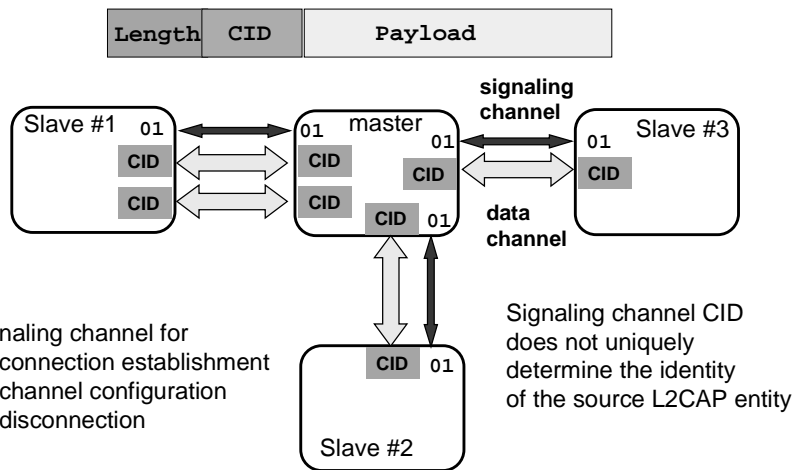 Length CID Payload
signaling
channel
Slave #1 01
01 master 01
01 Slave #3
CID CID
CID CID
CID CID
data
channel
CID 01
naling channel for
connection establishment
channel configuration
disconnection
CID 01
Slave #2
Signaling channel CID
does not uniquely
determine the identity
of the source L2CAP entity